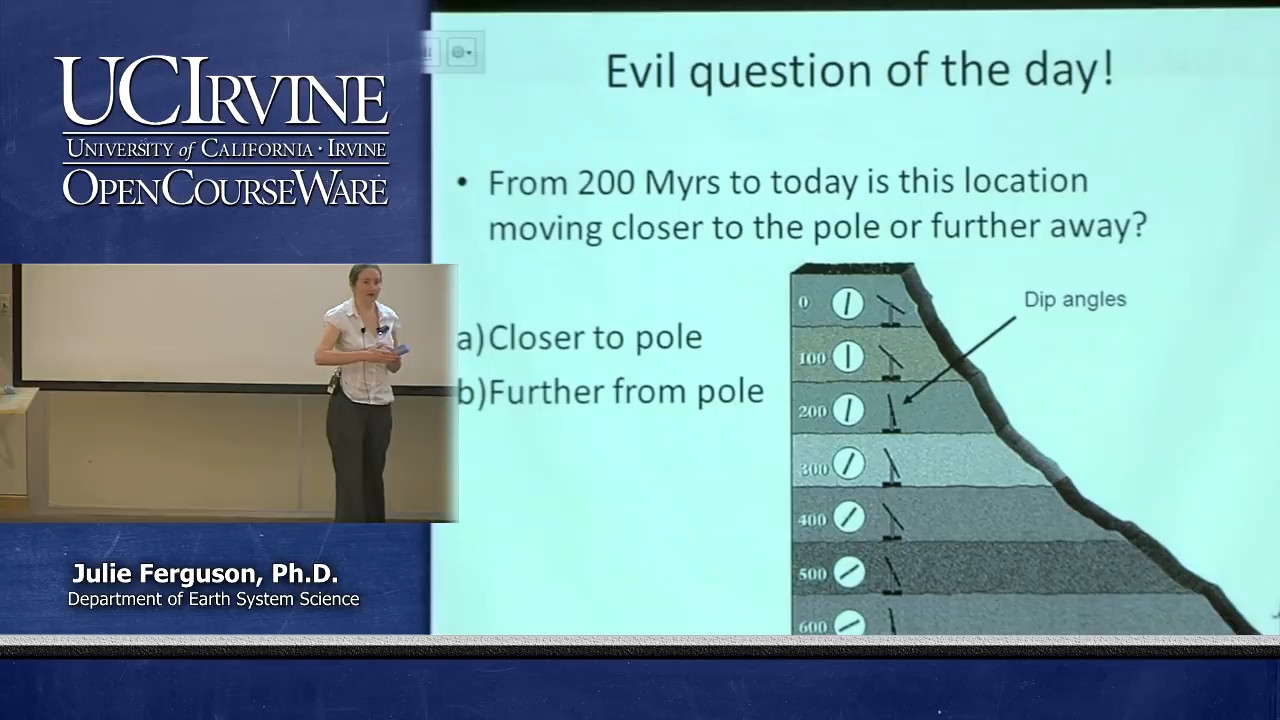 UCIRVINE
UNIVERSITY of CALIFORNIA · IRVINE
OPENCOURSEWARE
Evil question of the day!
• From 200 Myrs to today is this location
moving closer to the pole or further away?
a)Closer to pole
b)Further from pole
Dip angles
0
100
200
300
400
500
600
Julie Ferguson, Ph.D.
Department of Earth System Science